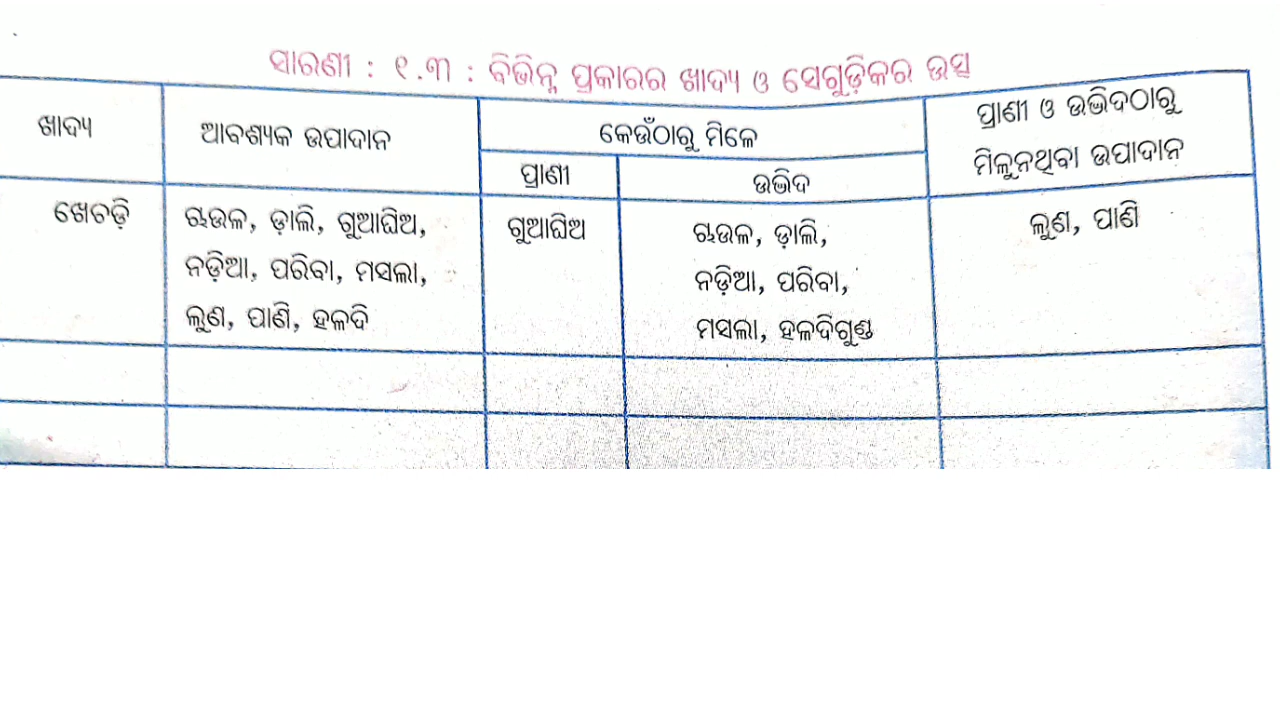 ସାରଣୀ : ୧.୩ : ବିଭିନ୍ନ ପ୍ରକାରର ଖାଦ୍ୟ ଓ ସେଗୁଡ଼ିକର ଉତ୍ସ
ଖାଦ୍ୟ
ଆବଶ୍ୟକ ଉପାଦାନ
କେଉଁଠାରୁ ମିଳେ
ପ୍ରାଣୀ
ଉଦ୍ଭିଦ
ପ୍ରାଣୀ ଓ ଉଦ୍ଭିଦଠାରୁ
ମିଳୁନଥିବା ଉପାଦାନ
ଖେଚଡ଼ି
ଚାଉଳ, ଡ଼ାଲି, ଗୁଆଘିଅ,
ନଡ଼ିଆ, ପରିବା, ମସଲା,
ଲୁଣ, ପାଣି, ହଳଦି
ଗୁଆଘିଅ
ଚାଉଳ, ଡ଼ାଲି,
ନଡ଼ିଆ, ପରିବା,
ମସଲା, ହଳଦିଗୁଣ୍ଡ
ଲୁଣ, ପାଣି